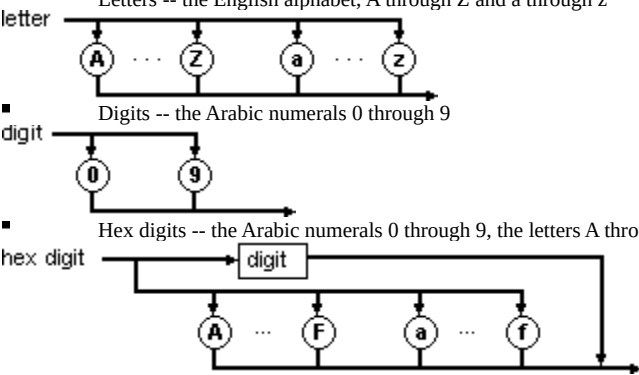 Letters -- the English alphabet, A through Z and a through z
letter
A ... Z a ... z
Digits -- the Arabic numerals 0 through 9
digit
0 9
Hex digits -- the Arabic numerals 0 through 9, the letters A thro
hex digit digit
A ... F a ... f